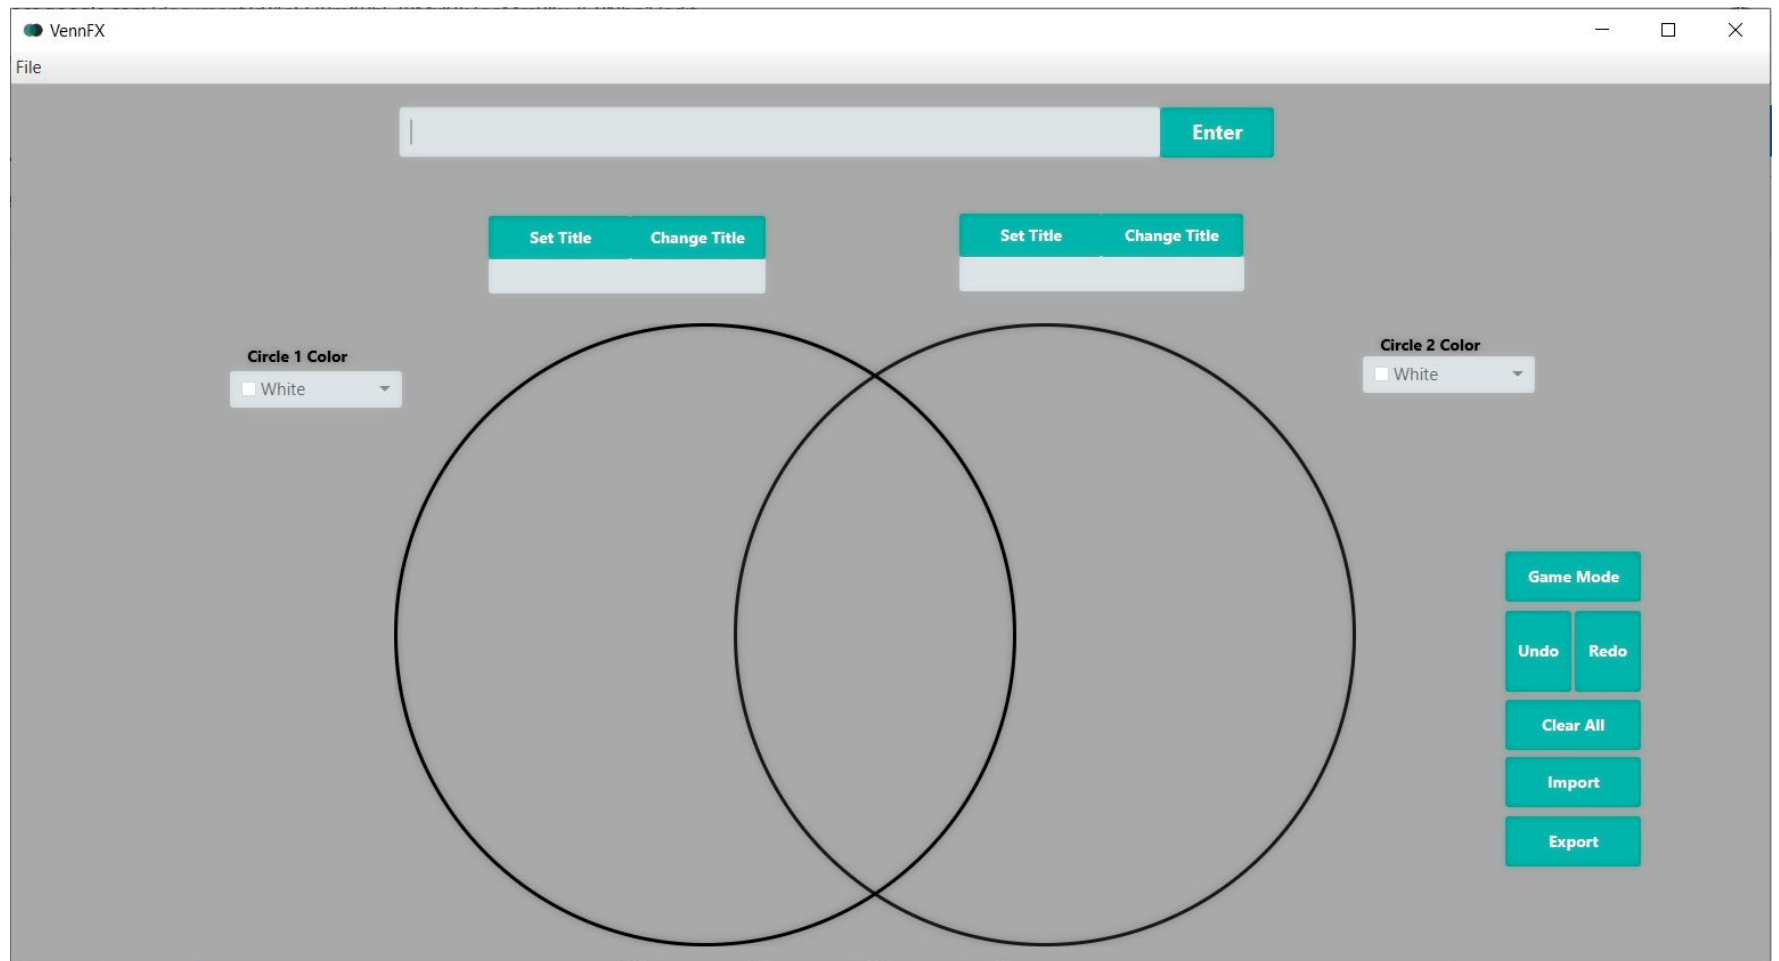 VennFX
File
Enter
Set Title Change Title
Set Title Change Title
Circle 1 Color
White
Circle 2 Color
White
Game Mode
Undo Redo
Clear All
Import
Export